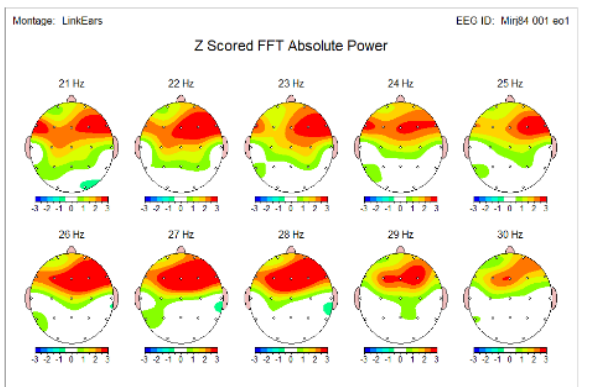 Montage: LinkEars EEG ID: Mirj84 001 eo1
Z Scored FFT Absolute Power
21 Hz 22 Hz 23 Hz 24 Hz 25 Hz
-3 -2 -1 0 1 2 3 -3 -2 -1 0 1 2 3 -3 -2 -1 0 1 2 3 -3 -2 -1 0 1 2 3 -3 -2 -1 0 1 2 3
26 Hz 27 Hz 28 Hz 29 Hz 30 Hz
-3 -2 -1 0 1 2 3 -3 -2 -1 0 1 2 3 -3 -2 -1 0 1 2 3 -3 -2 -1 0 1 2 3 -3 -2 -1 0 1 2 3